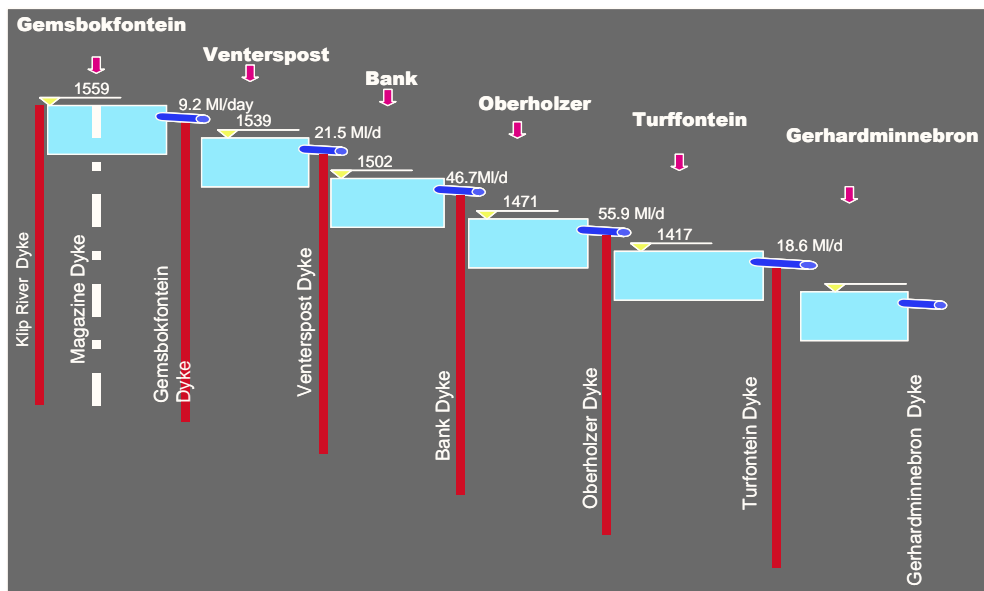 Gemsbokfontein
Venterspost
Bank
Oberholzer
Turffontein
Gerhardminnebron
1559
9.2 Ml/day
1539
21.5 Ml/d
1502
46.7Ml/d
1471
55.9 Ml/d
1417
18.6 Ml/d
Klip River Dyke
Magazine Dyke
Gemsbokfontein
Dyke
Venterspost Dyke
Bank Dyke
Oberholzer Dyke
Turfontein Dyke
Gerhardminnebron Dyke